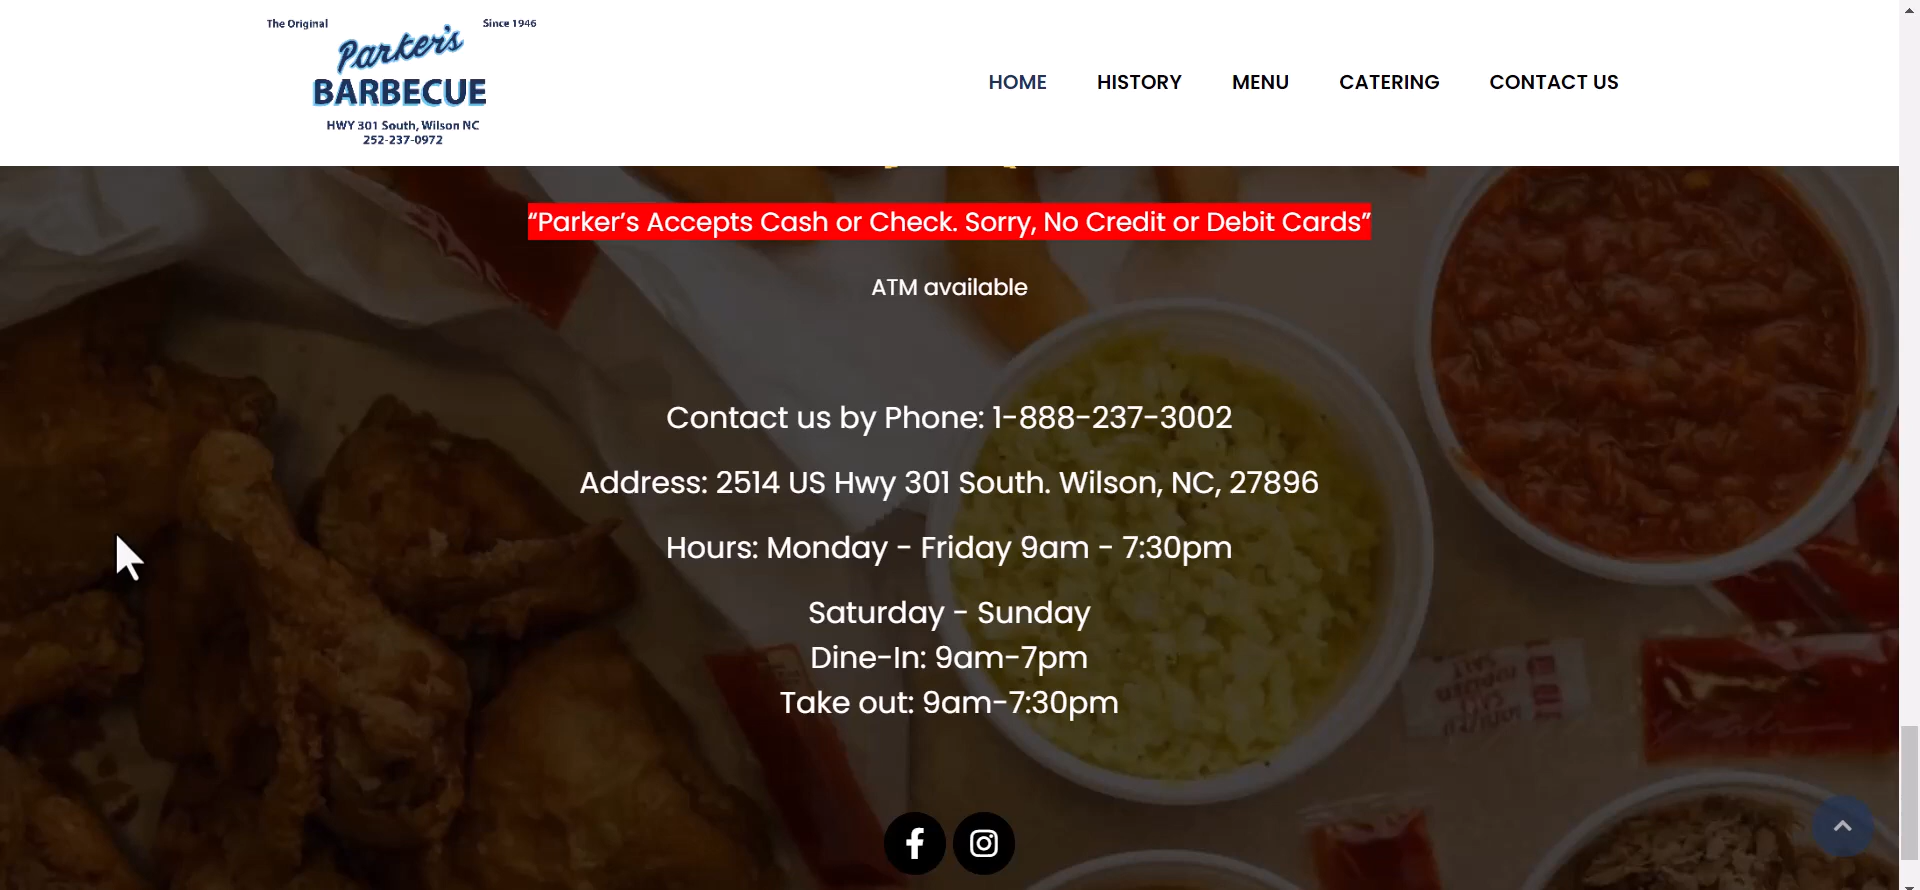 The Original
Since 1946
Parker's
BARBECUE
HWY 301 South, Wilson NC
252-237-0972
HOME
HISTORY
MENU
CATERING
CONTACT US
“Parker’s Accepts Cash or Check. Sorry, No Credit or Debit Cards”
ATM available
Contact us by Phone: 1-888-237-3002
Address: 2514 US Hwy 301 South. Wilson, NC, 27896
Hours: Monday - Friday 9am - 7:30pm
Saturday - Sunday
Dine-In: 9am-7pm
Take out: 9am-7:30pm